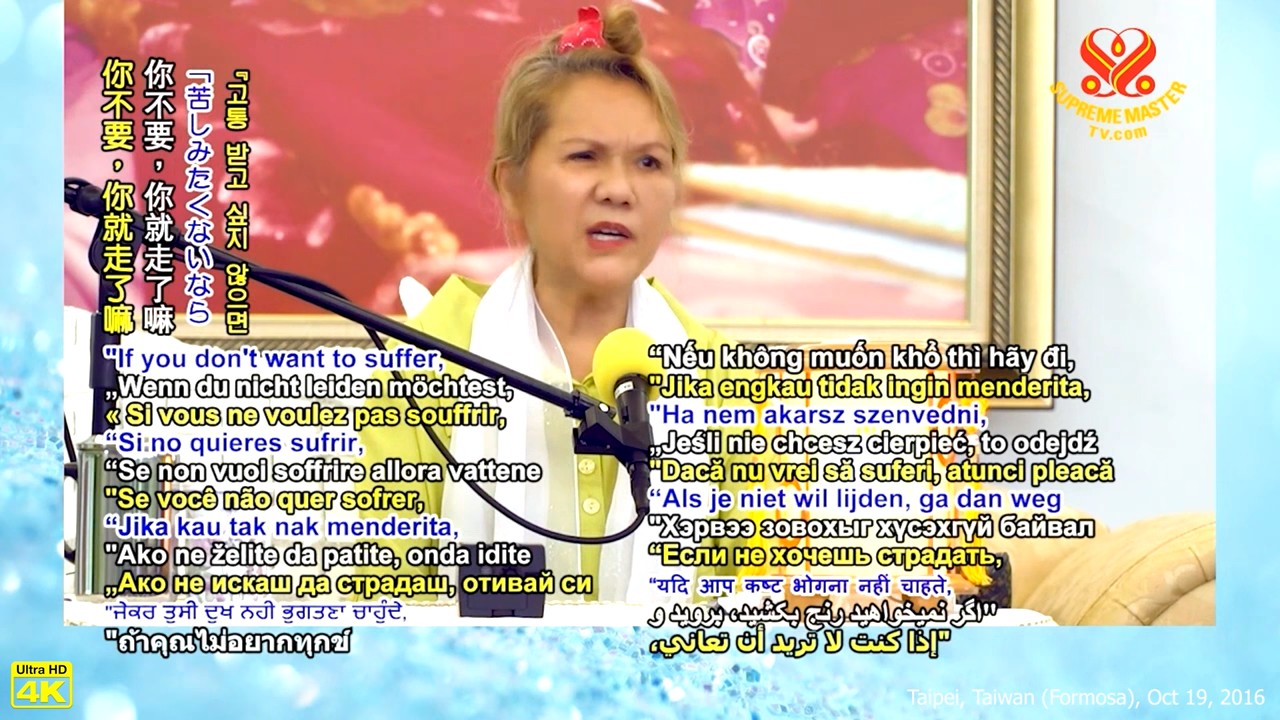 SUPREME MASTER
TV.com
你不要，你就走了嘛
你不要，你就走了嘛
「苦しみたくないなら
『고통 받고 싶지 않으면
"If you don't want to suffer,
„Wenn du nicht leiden möchtest,
« Si vous ne voulez pas souffrir,
“Si no quieres sufrir,
“Se non vuoi soffrire allora vattene
"Se você não quer sofrer,
“Jika kau tak nak menderita,
"Ako ne želite da patite, onda idite
„Ако не искаш да страдаш, отивай си
"ਜੇਕਰ ਤੁਸੀ ਦੁਖ ਨਹੀ ਭੁਗਤਣਾ ਚਾਹੁੰਦੇ,
"ถ้าคุณไม่อยากทุกข์
“Nếu không muốn khổ thì hãy đi,
"Jika engkau tidak ingin menderita,
"Ha nem akarsz szenvedni,
„Jeśli nie chcesz cierpieć, to odejdź
"Dacă nu vrei să suferi, atunci pleacă
“Als je niet wil lijden, ga dan weg
"Хэрвээ зовохыг хүсэхгүй байвал
“Если не хочешь страдать,
“यदि आप कष्ट भोगना नहीं चाहते,
”اگر نمیخواهید رنج بکشید، بروید و
"إذا كنت لا تريد أن تعاني،
Ultra HD
4K
Taipei, Taiwan (Formosa), Oct 19, 2016